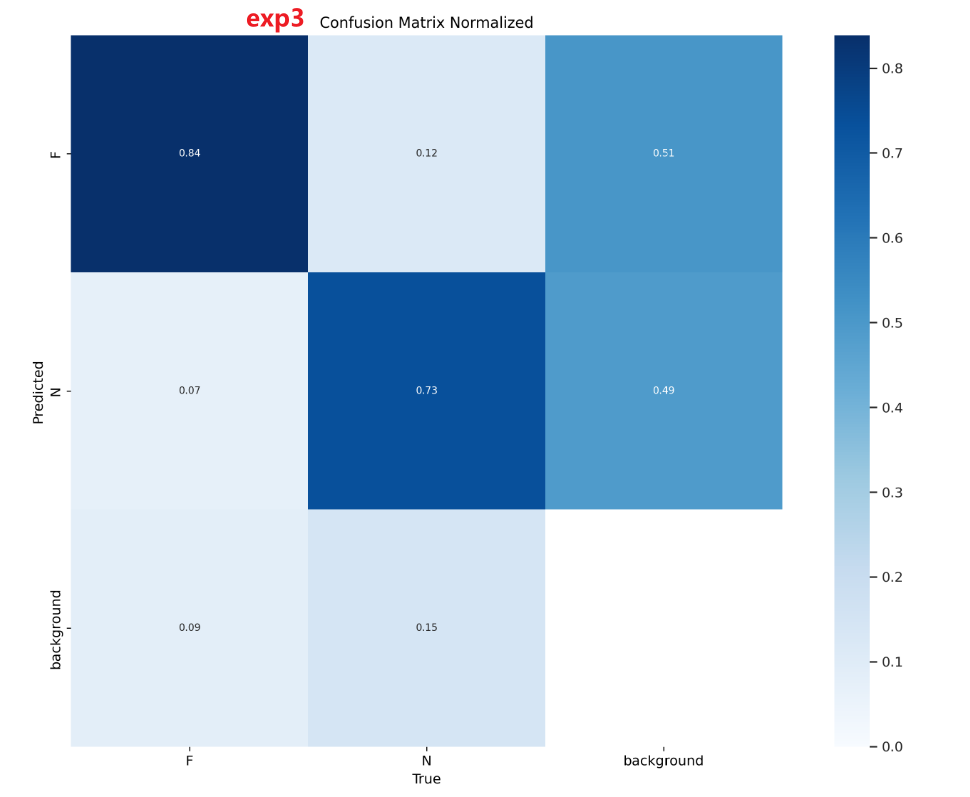 exp3 Confusion Matrix Normalized
F
0.84
0.12
0.51
Predicted
N
0.07
0.73
0.49
background
0.09
0.15
F
N
background
True
0.8
0.7
0.6
0.5
0.4
0.3
0.2
0.1
0.0